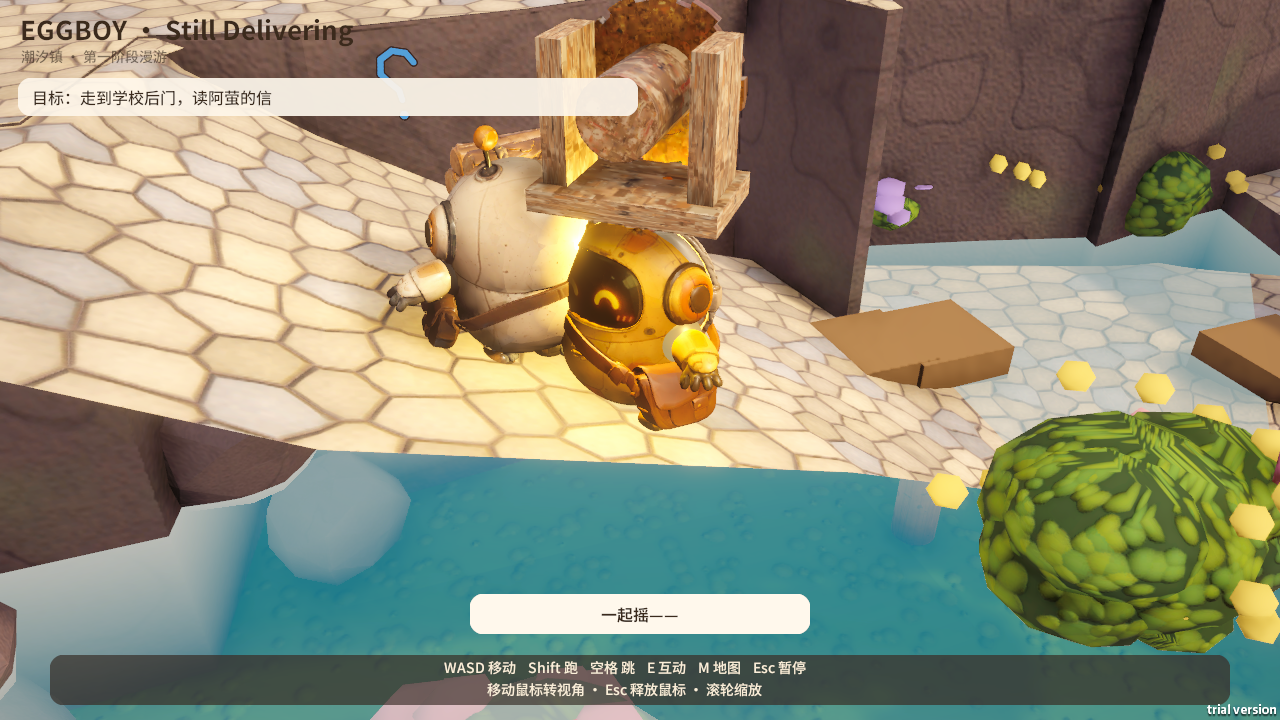 EGGBOY · Still Delivering
潮汐镇 · 第一阶段漫游
目标：走到学校后门，读阿萤的信
一起摇——
WASD 移动 Shift 跑 空格 跳 E 互动 M 地图 Esc 暂停
移动鼠标转视角 · Esc 释放鼠标 · 滚轮缩放
trial version